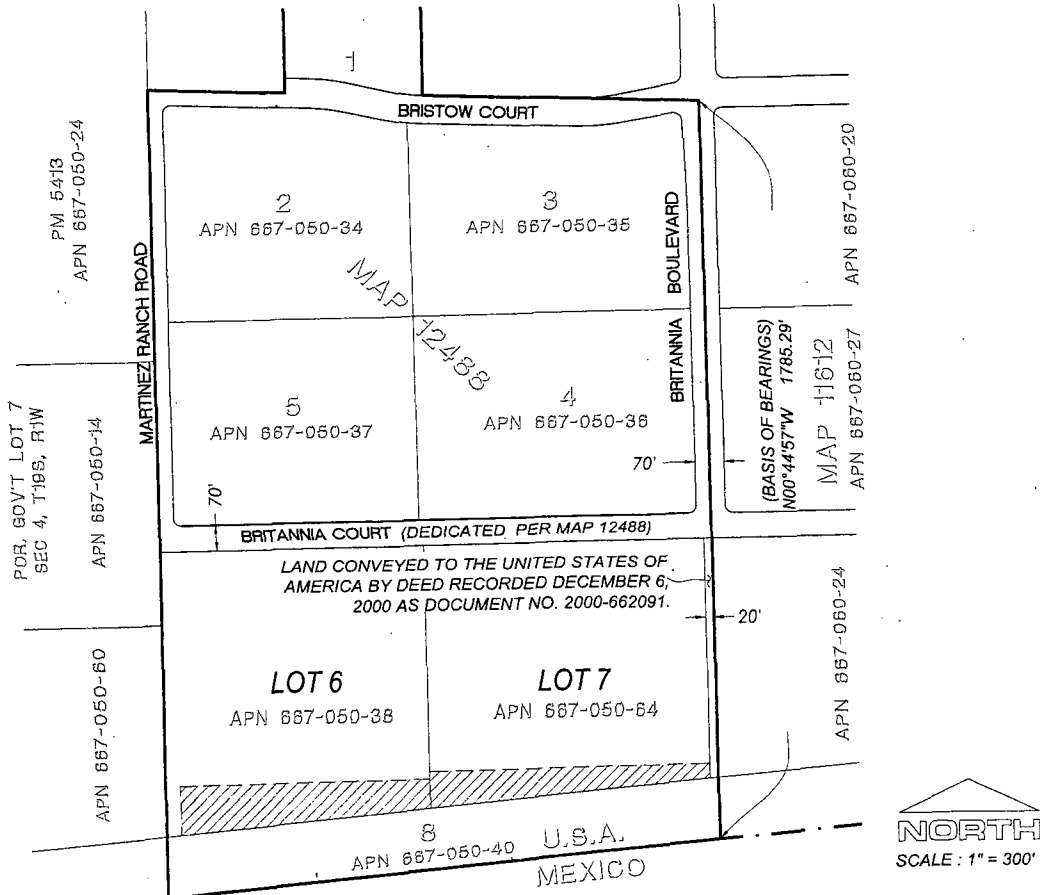 1
BRISTOW COURT
PM 5413
APN 667-050-24
2
APN 667-050-34
3
APN 667-050-35
BOULEVARD
APN 667-060-20
MARTINEZ RANCH ROAD
MAP 12488
BRITANNIA
(BASIS OF BEARINGS)
N00°44'57"W 1785.29'
MAP 11612
APN 667-060-27
POR. GOV'T LOT 7
SEC 4, T19S, R1W
APN 667-050-14
5
APN 667-050-37
4
APN 667-050-36
70'
70'
BRITANNIA COURT (DEDICATED PER MAP 12488)
LAND CONVEYED TO THE UNITED STATES OF
AMERICA BY DEED RECORDED DECEMBER 6,
2000 AS DOCUMENT NO. 2000-662091.
20'
APN 667-060-24
APN 667-050-60
LOT 6
APN 667-050-38
LOT 7
APN 667-050-64
8
APN 667-050-40
U.S.A.
MEXICO
NORTH
SCALE : 1" = 300'